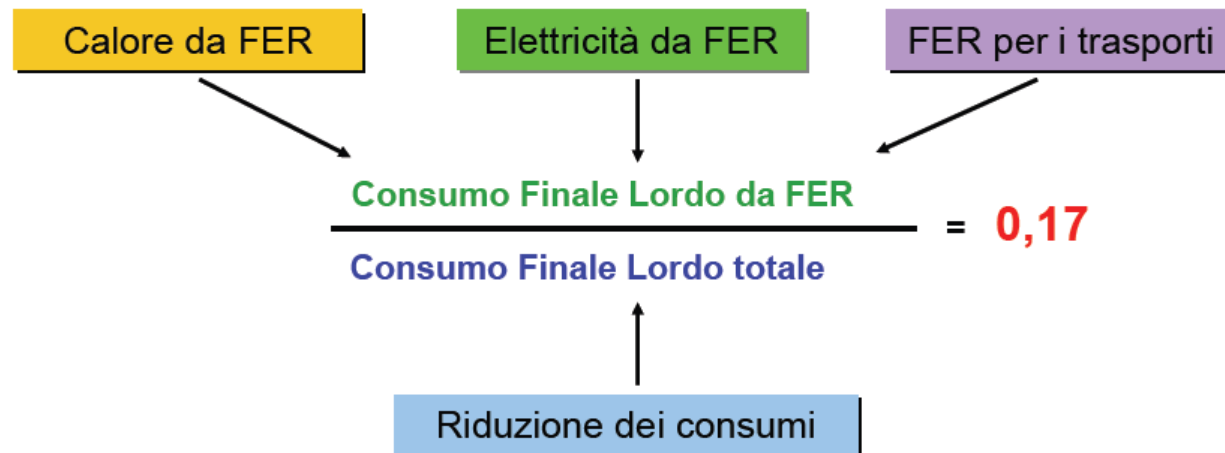 Calore da FER
Elettricità da FER
FER per i trasporti
Consumo Finale Lordo da FER
= 0,17
Consumo Finale Lordo totale
Riduzione dei consumi